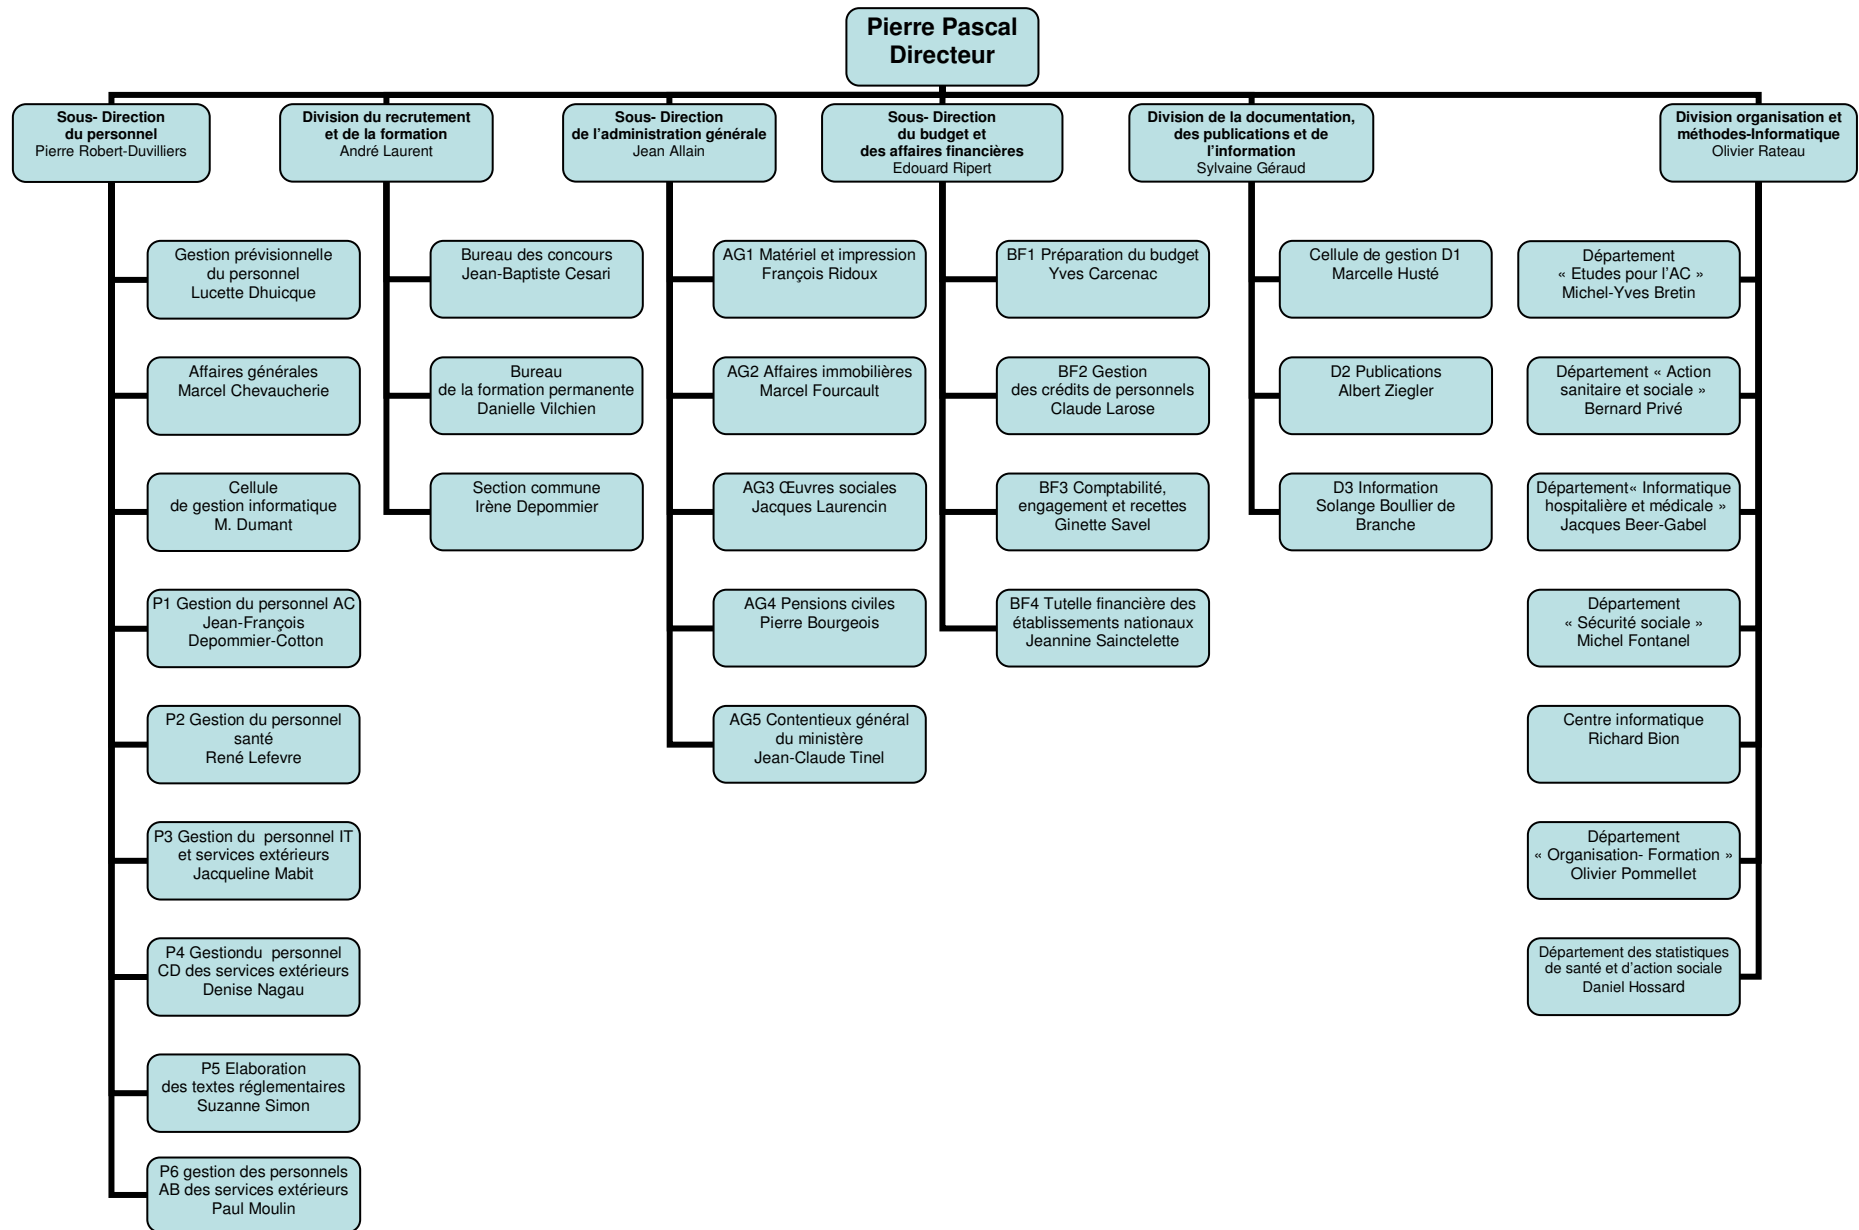 Pierre Pascal
Directeur
Sous- Direction
du personnel
Pierre Robert-Duvilliers
Division du recrutement
et de la formation
André Laurent
Sous- Direction
de l'administration générale
Jean Allain
Sous- Direction
du budget et
des affaires financières
Edouard Ripert
Division de la documentation,
des publications et de
l'information
Sylvaine Géraud
Division organisation et
méthodes-Informatique
Olivier Rateau
Gestion prévisionnelle
du personnel
Lucette Dhuicque
Affaires générales
Marcel Chevaucherie
Cellule
de gestion informatique
M. Dumant
P1 Gestion du personnel AC
Jean-François
Depommier-Cotton
P2 Gestion du personnel
santé
René Lefevre
P3 Gestion du  personnel IT
et services extérieurs
Jacqueline Mabit
P4 Gestiondu  personnel
CD des services extérieurs
Denise Nagau
P5 Elaboration
des textes réglementaires
Suzanne Simon
P6 gestion des personnels
AB des services extérieurs
Paul Moulin
Bureau des concours
Jean-Baptiste Cesari
Bureau
de la formation permanente
Danielle Vilchien
Section commune
Irène Depommier
AG1 Matériel et impression
François Ridoux
AG2 Affaires immobilières
Marcel Fourcault
AG3 Œuvres sociales
Jacques Laurencin
AG4 Pensions civiles
Pierre Bourgeois
AG5 Contentieux général
du ministère
Jean-Claude Tinel
BF1 Préparation du budget
Yves Carcenac
BF2 Gestion
des crédits de personnels
Claude Larose
BF3 Comptabilité,
engagement et recettes
Ginette Savel
BF4 Tutelle financière des
établissements nationaux
Jeannine Sainctelette
Cellule de gestion D1
Marcelle Husté
D2 Publications
Albert Ziegler
D3 Information
Solange Boullier de
Branche
Département
« Etudes pour l'AC »
Michel-Yves Bretin
Département « Action
sanitaire et sociale »
Bernard Privé
Département« Informatique
hospitalière et médicale »
Jacques Beer-Gabel
Département
« Sécurité sociale »
Michel Fontanel
Centre informatique
Richard Bion
Département
« Organisation- Formation »
Olivier Pommellet
Département des statistiques
de santé et d'action sociale
Daniel Hossard